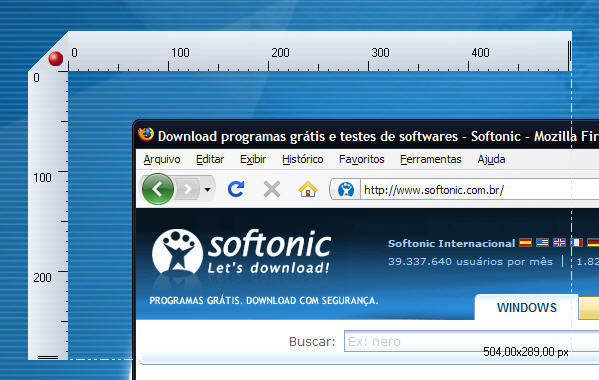 0 100 200 300 400
0
100
200
Download programas grátis e testes de softwares - Softonic - Mozilla Fir
Arquivo Editar Exibir Histórico Favoritos Ferramentas Ajuda
http://www.softonic.com.br/
softonic
Let's download!
Softonic Internacional
39.337.640 usuários por mês | 1.82
PROGRAMAS GRÁTIS. DOWNLOAD COM SEGURANÇA.
WINDOWS
Buscar: Ex: nero
504,00x289,00 px